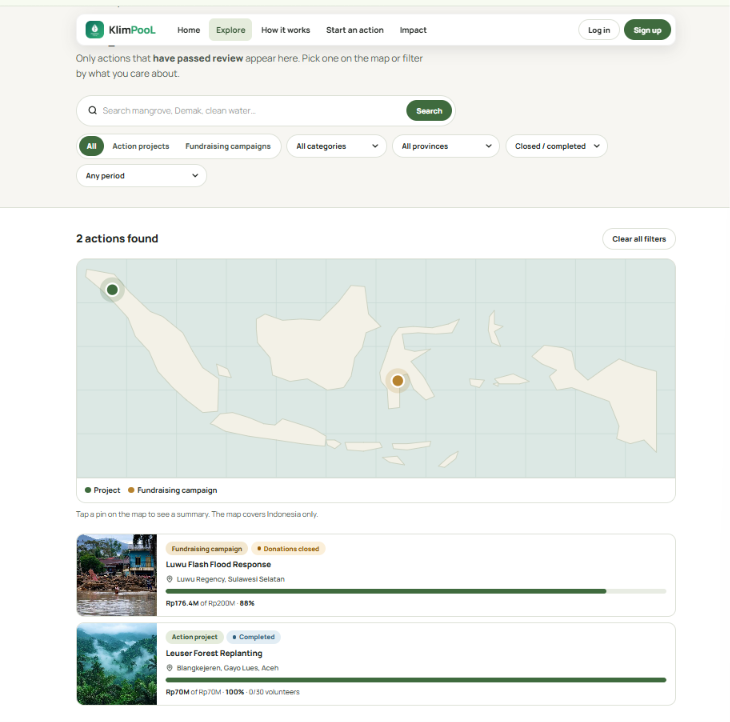 KlimPooL
Home
Explore
How it works
Start an action
Impact
Log in
Sign up
Only actions that have passed review appear here. Pick one on the map or filter
by what you care about.
Search mangrove, Demak, clean water...
Search
All
Action projects
Fundraising campaigns
All categories
All provinces
Closed / completed
Any period
2 actions found
Clear all filters
Project
Fundraising campaign
Tap a pin on the map to see a summary. The map covers Indonesia only.
Fundraising campaign
Donations closed
Luwu Flash Flood Response
Luwu Regency, Sulawesi Selatan
Rp176.4M of Rp200M · 88%
Action project
Completed
Leuser Forest Replanting
Blangkejeren, Gayo Lues, Aceh
Rp70M of Rp70M · 100% · 0/30 volunteers